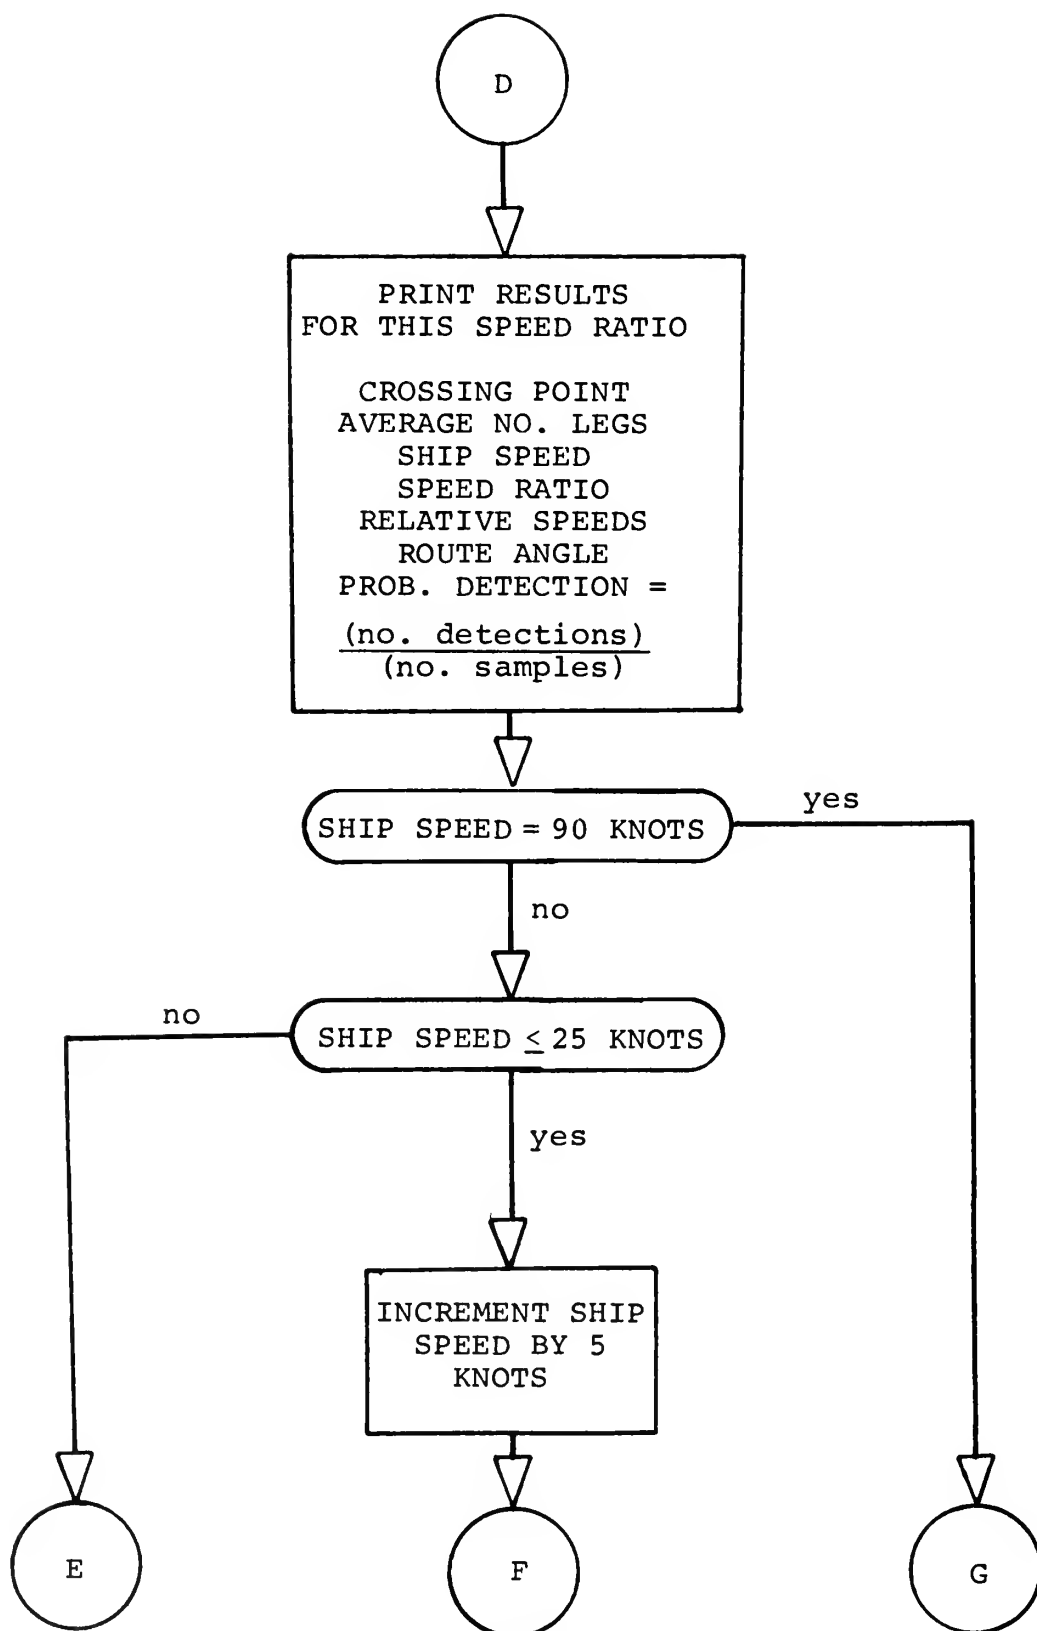 D
PRINT RESULTS
FOR THIS SPEED RATIO
CROSSING POINT
AVERAGE NO. LEGS
SHIP SPEED
SPEED RATIO
RELATIVE SPEEDS
ROUTE ANGLE
PROB. DETECTION =
(no. detections)
(no. samples)
yes
SHIP SPEED = 90 KNOTS
no
no
SHIP SPEED ≤ 25 KNOTS
yes
INCREMENT SHIP
SPEED BY 5
KNOTS
E
F
G